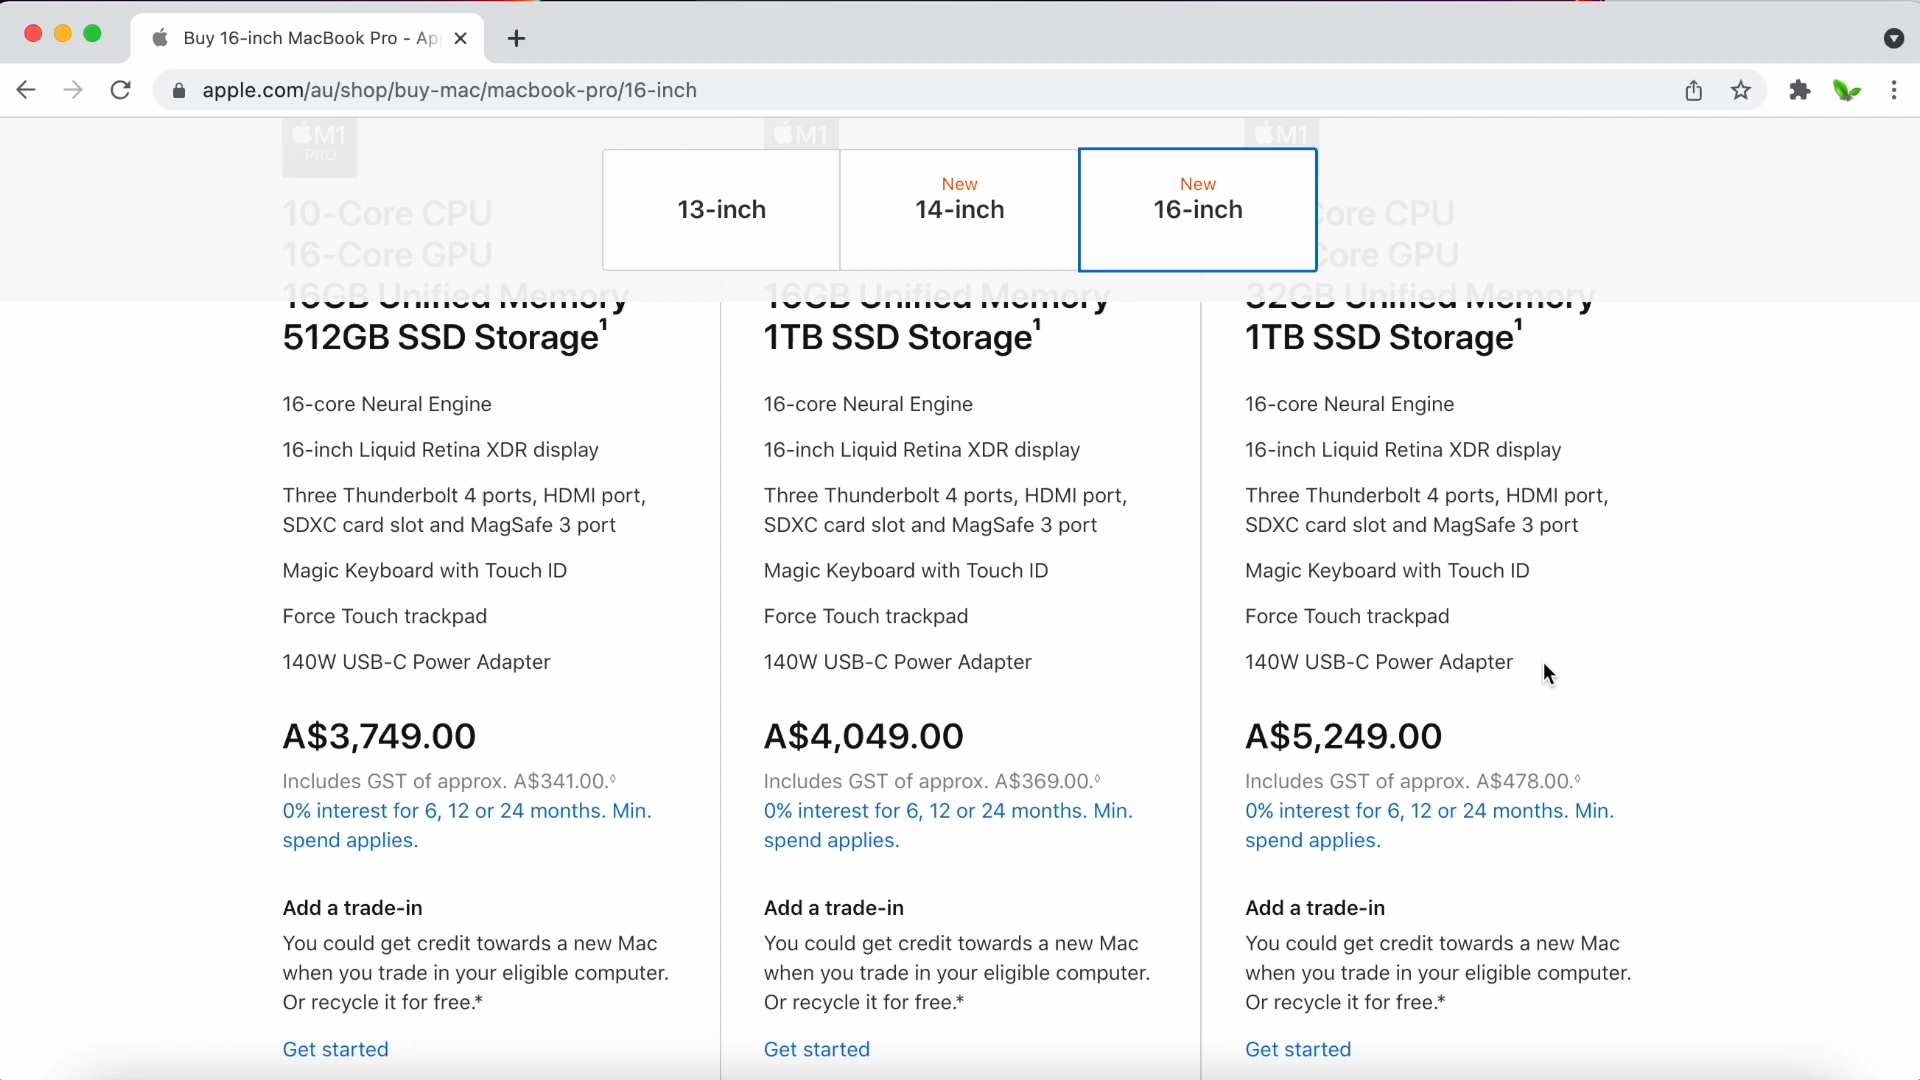 Buy 16-inch MacBook Pro - Ap
apple.com/au/shop/buy-mac/macbook-pro/16-inch
13-inch
New
14-inch
New
16-inch
M1
PRO
10-Core CPU
16-Core GPU
16GB Unified Memory
512GB SSD Storage¹
16-core Neural Engine
16-inch Liquid Retina XDR display
Three Thunderbolt 4 ports, HDMI port,
SDXC card slot and MagSafe 3 port
Magic Keyboard with Touch ID
Force Touch trackpad
140W USB-C Power Adapter
A$3,749.00
Includes GST of approx. A$341.00.◊
0% interest for 6, 12 or 24 months. Min.
spend applies.
Add a trade-in
You could get credit towards a new Mac
when you trade in your eligible computer.
Or recycle it for free.*
Get started
M1
16GB Unified Memory
1TB SSD Storage¹
16-core Neural Engine
16-inch Liquid Retina XDR display
Three Thunderbolt 4 ports, HDMI port,
SDXC card slot and MagSafe 3 port
Magic Keyboard with Touch ID
Force Touch trackpad
140W USB-C Power Adapter
A$4,049.00
Includes GST of approx. A$369.00.◊
0% interest for 6, 12 or 24 months. Min.
spend applies.
Add a trade-in
You could get credit towards a new Mac
when you trade in your eligible computer.
Or recycle it for free.*
Get started
M1
Core CPU
Core GPU
32GB Unified Memory
1TB SSD Storage¹
16-core Neural Engine
16-inch Liquid Retina XDR display
Three Thunderbolt 4 ports, HDMI port,
SDXC card slot and MagSafe 3 port
Magic Keyboard with Touch ID
Force Touch trackpad
140W USB-C Power Adapter
A$5,249.00
Includes GST of approx. A$478.00.◊
0% interest for 6, 12 or 24 months. Min.
spend applies.
Add a trade-in
You could get credit towards a new Mac
when you trade in your eligible computer.
Or recycle it for free.*
Get started